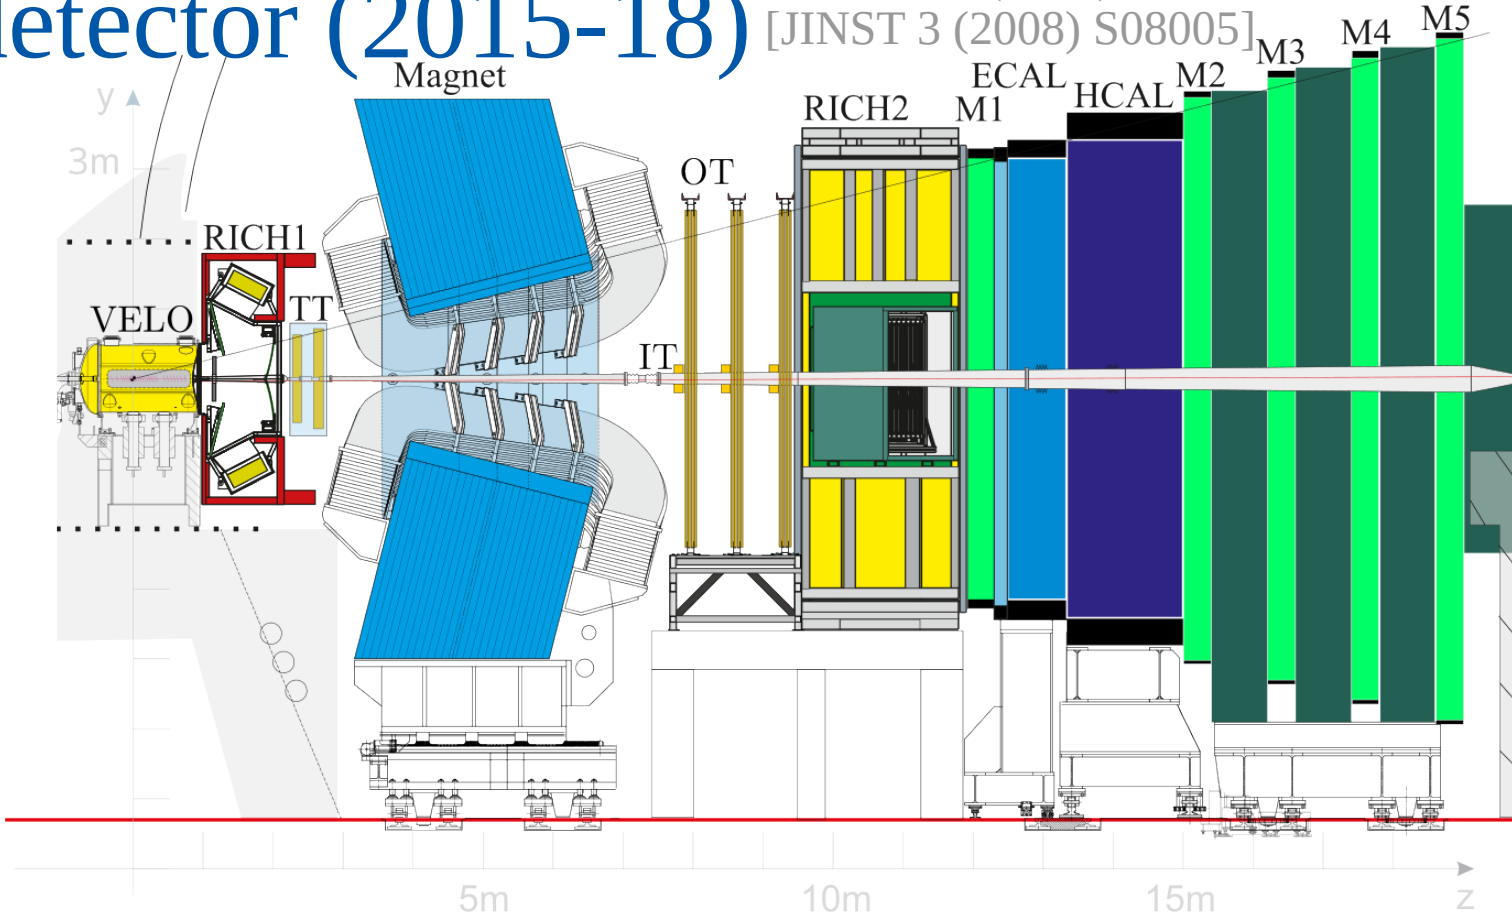 detector (2015-18)
[JINST 3 (2008) S08005]
M5
M4
M3
Magnet
ECAL
M2
y
RICH2
M1
HCAL
3m
OT
RICH1
VELO
TT
IT
5m
10m
15m
z